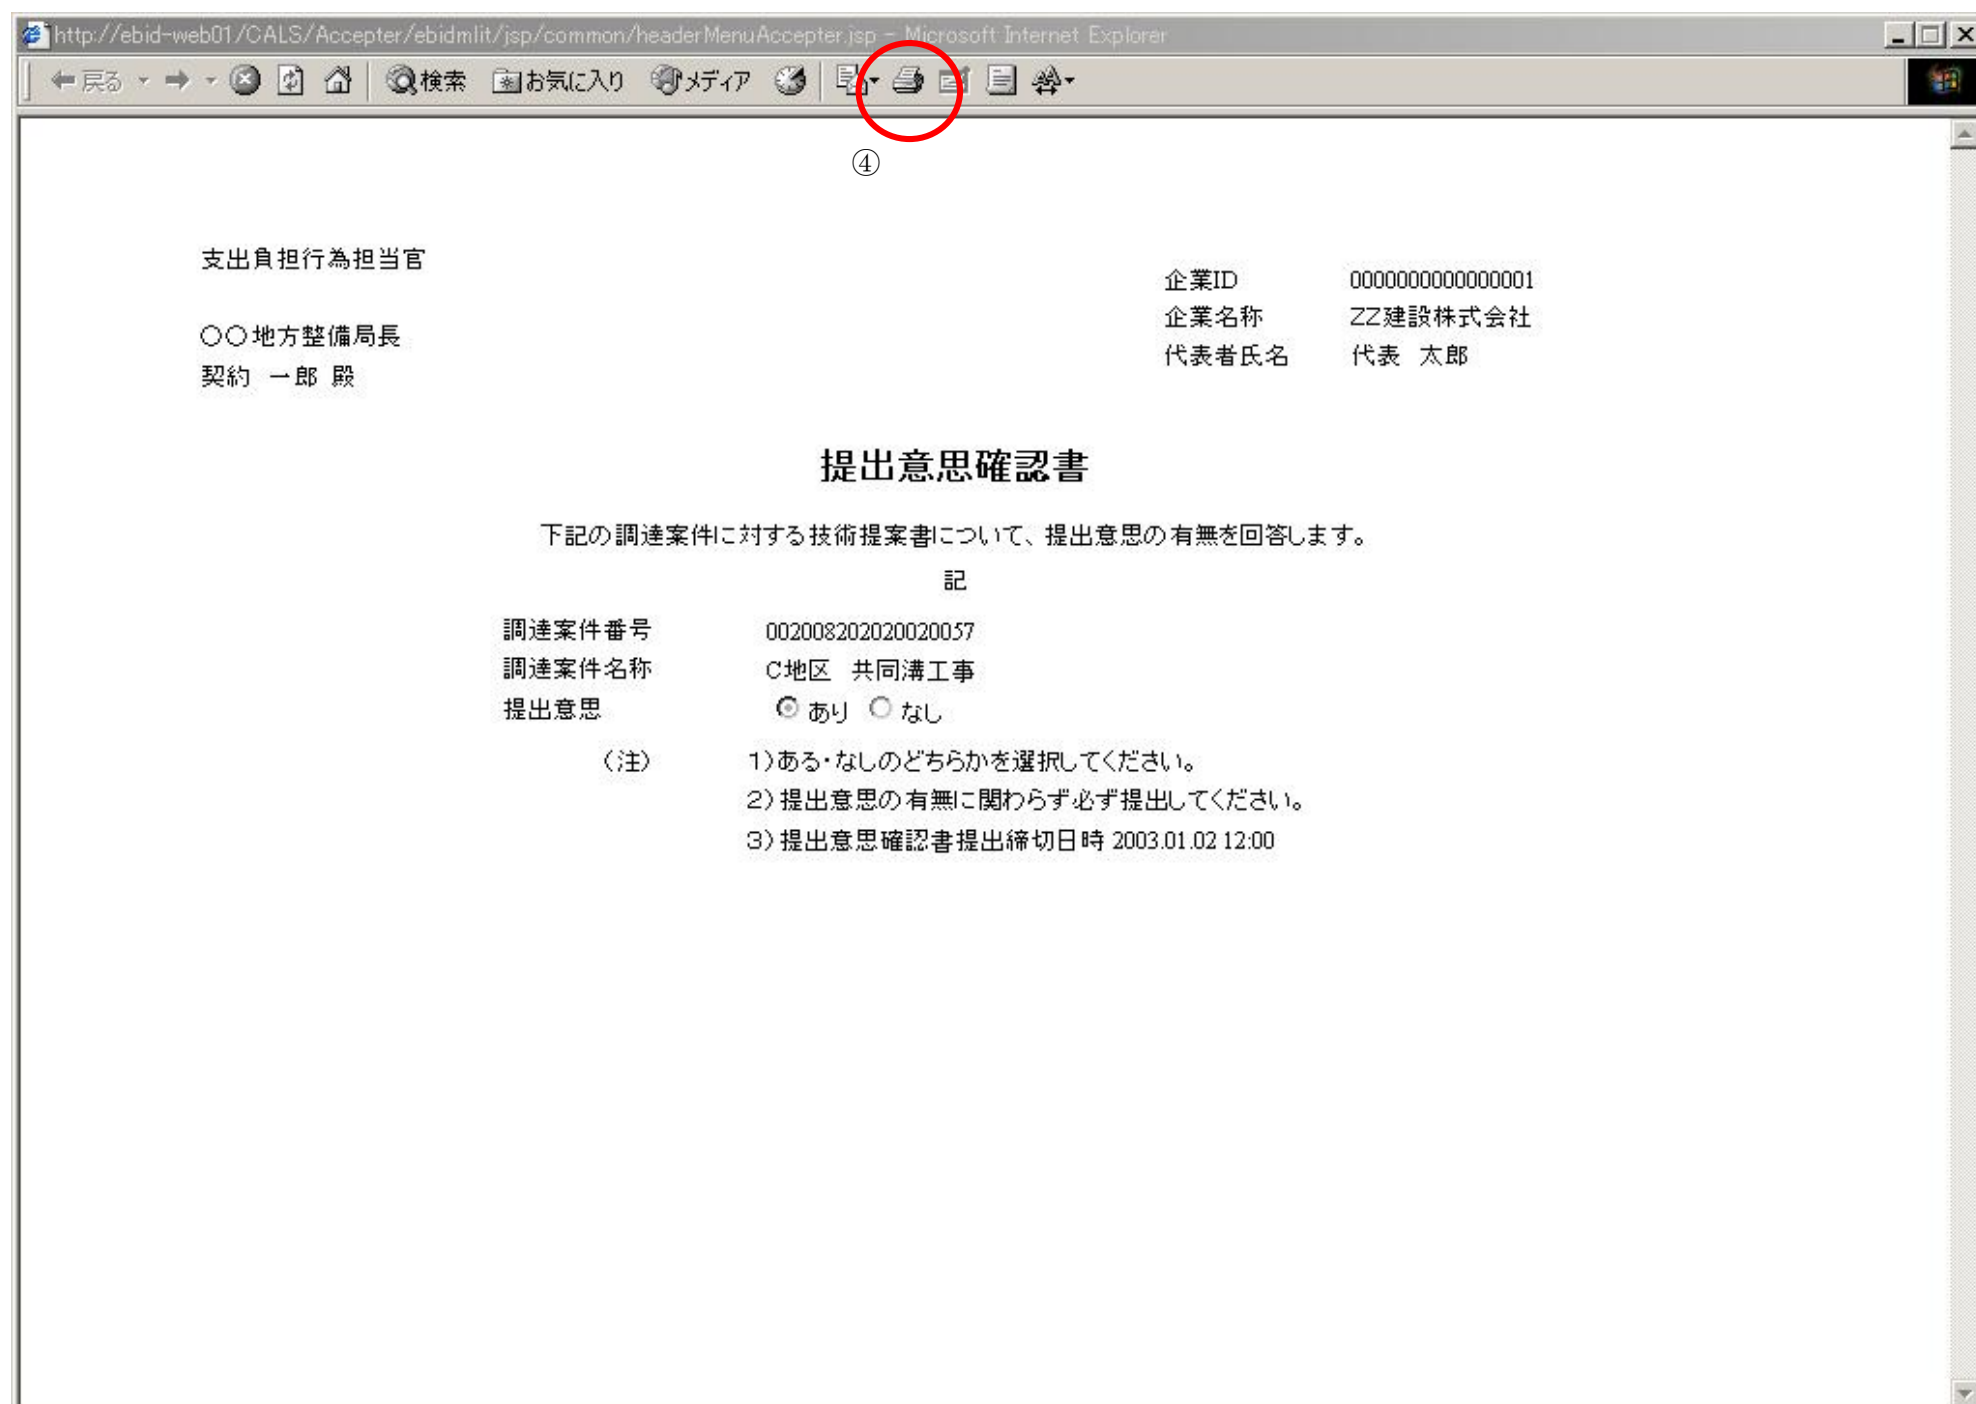 http://ebid-web01/CALS/Accepter/ebidmlit/jsp/common/headerMenuAccepter.jsp - Microsoft Internet Explorer
戻る 検索 お気に入り メディア
④
支出負担行為担当官
〇〇地方整備局長
契約 一郎 殿
企業ID 0000000000000001
企業名称 ZZ建設株式会社
代表者氏名 代表 太郎
提出意思確認書
下記の調達案件に対する技術提案書について、提出意思の有無を回答します。
記
調達案件番号 002008202020020057
調達案件名称 C地区 共同溝工事
提出意思 あり なし
(注) 1)ある・なしのどちらかを選択してください。
2)提出意思の有無に関わらず必ず提出してください。
3)提出意思確認書提出締切日時 2003.01.02 12:00